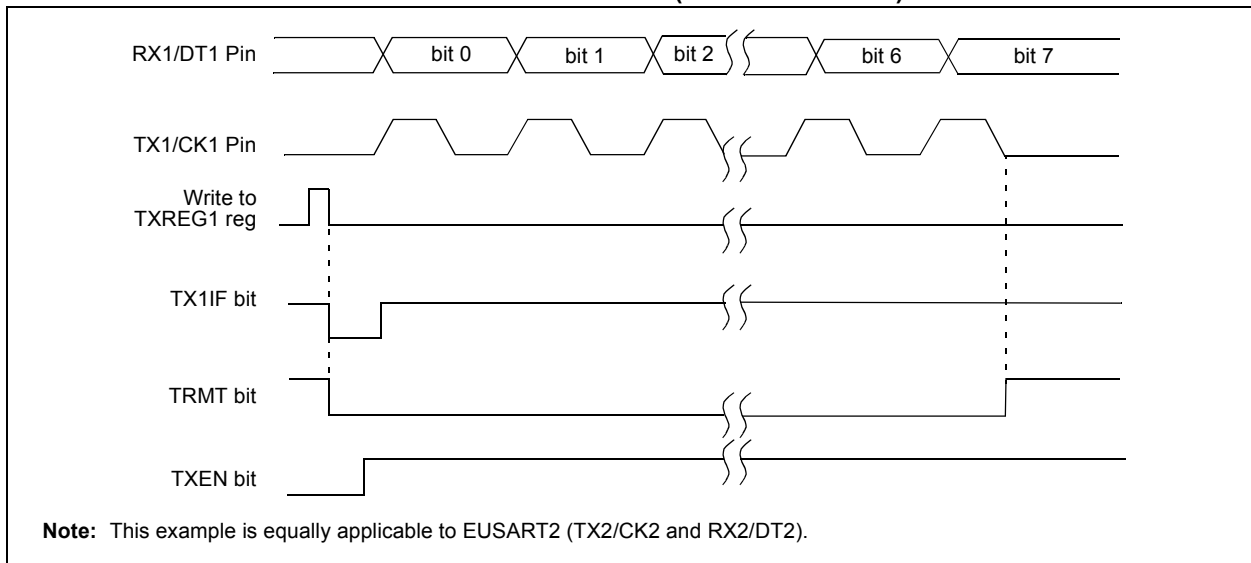 RX1/DT1 Pin
bit 0
bit 1
bit 2
bit 6
bit 7
TX1/CK1 Pin
Write to
TXREG1 reg
TX1IF bit
TRMT bit
TXEN bit
Note: This example is equally applicable to EUSART2 (TX2/CK2 and RX2/DT2).